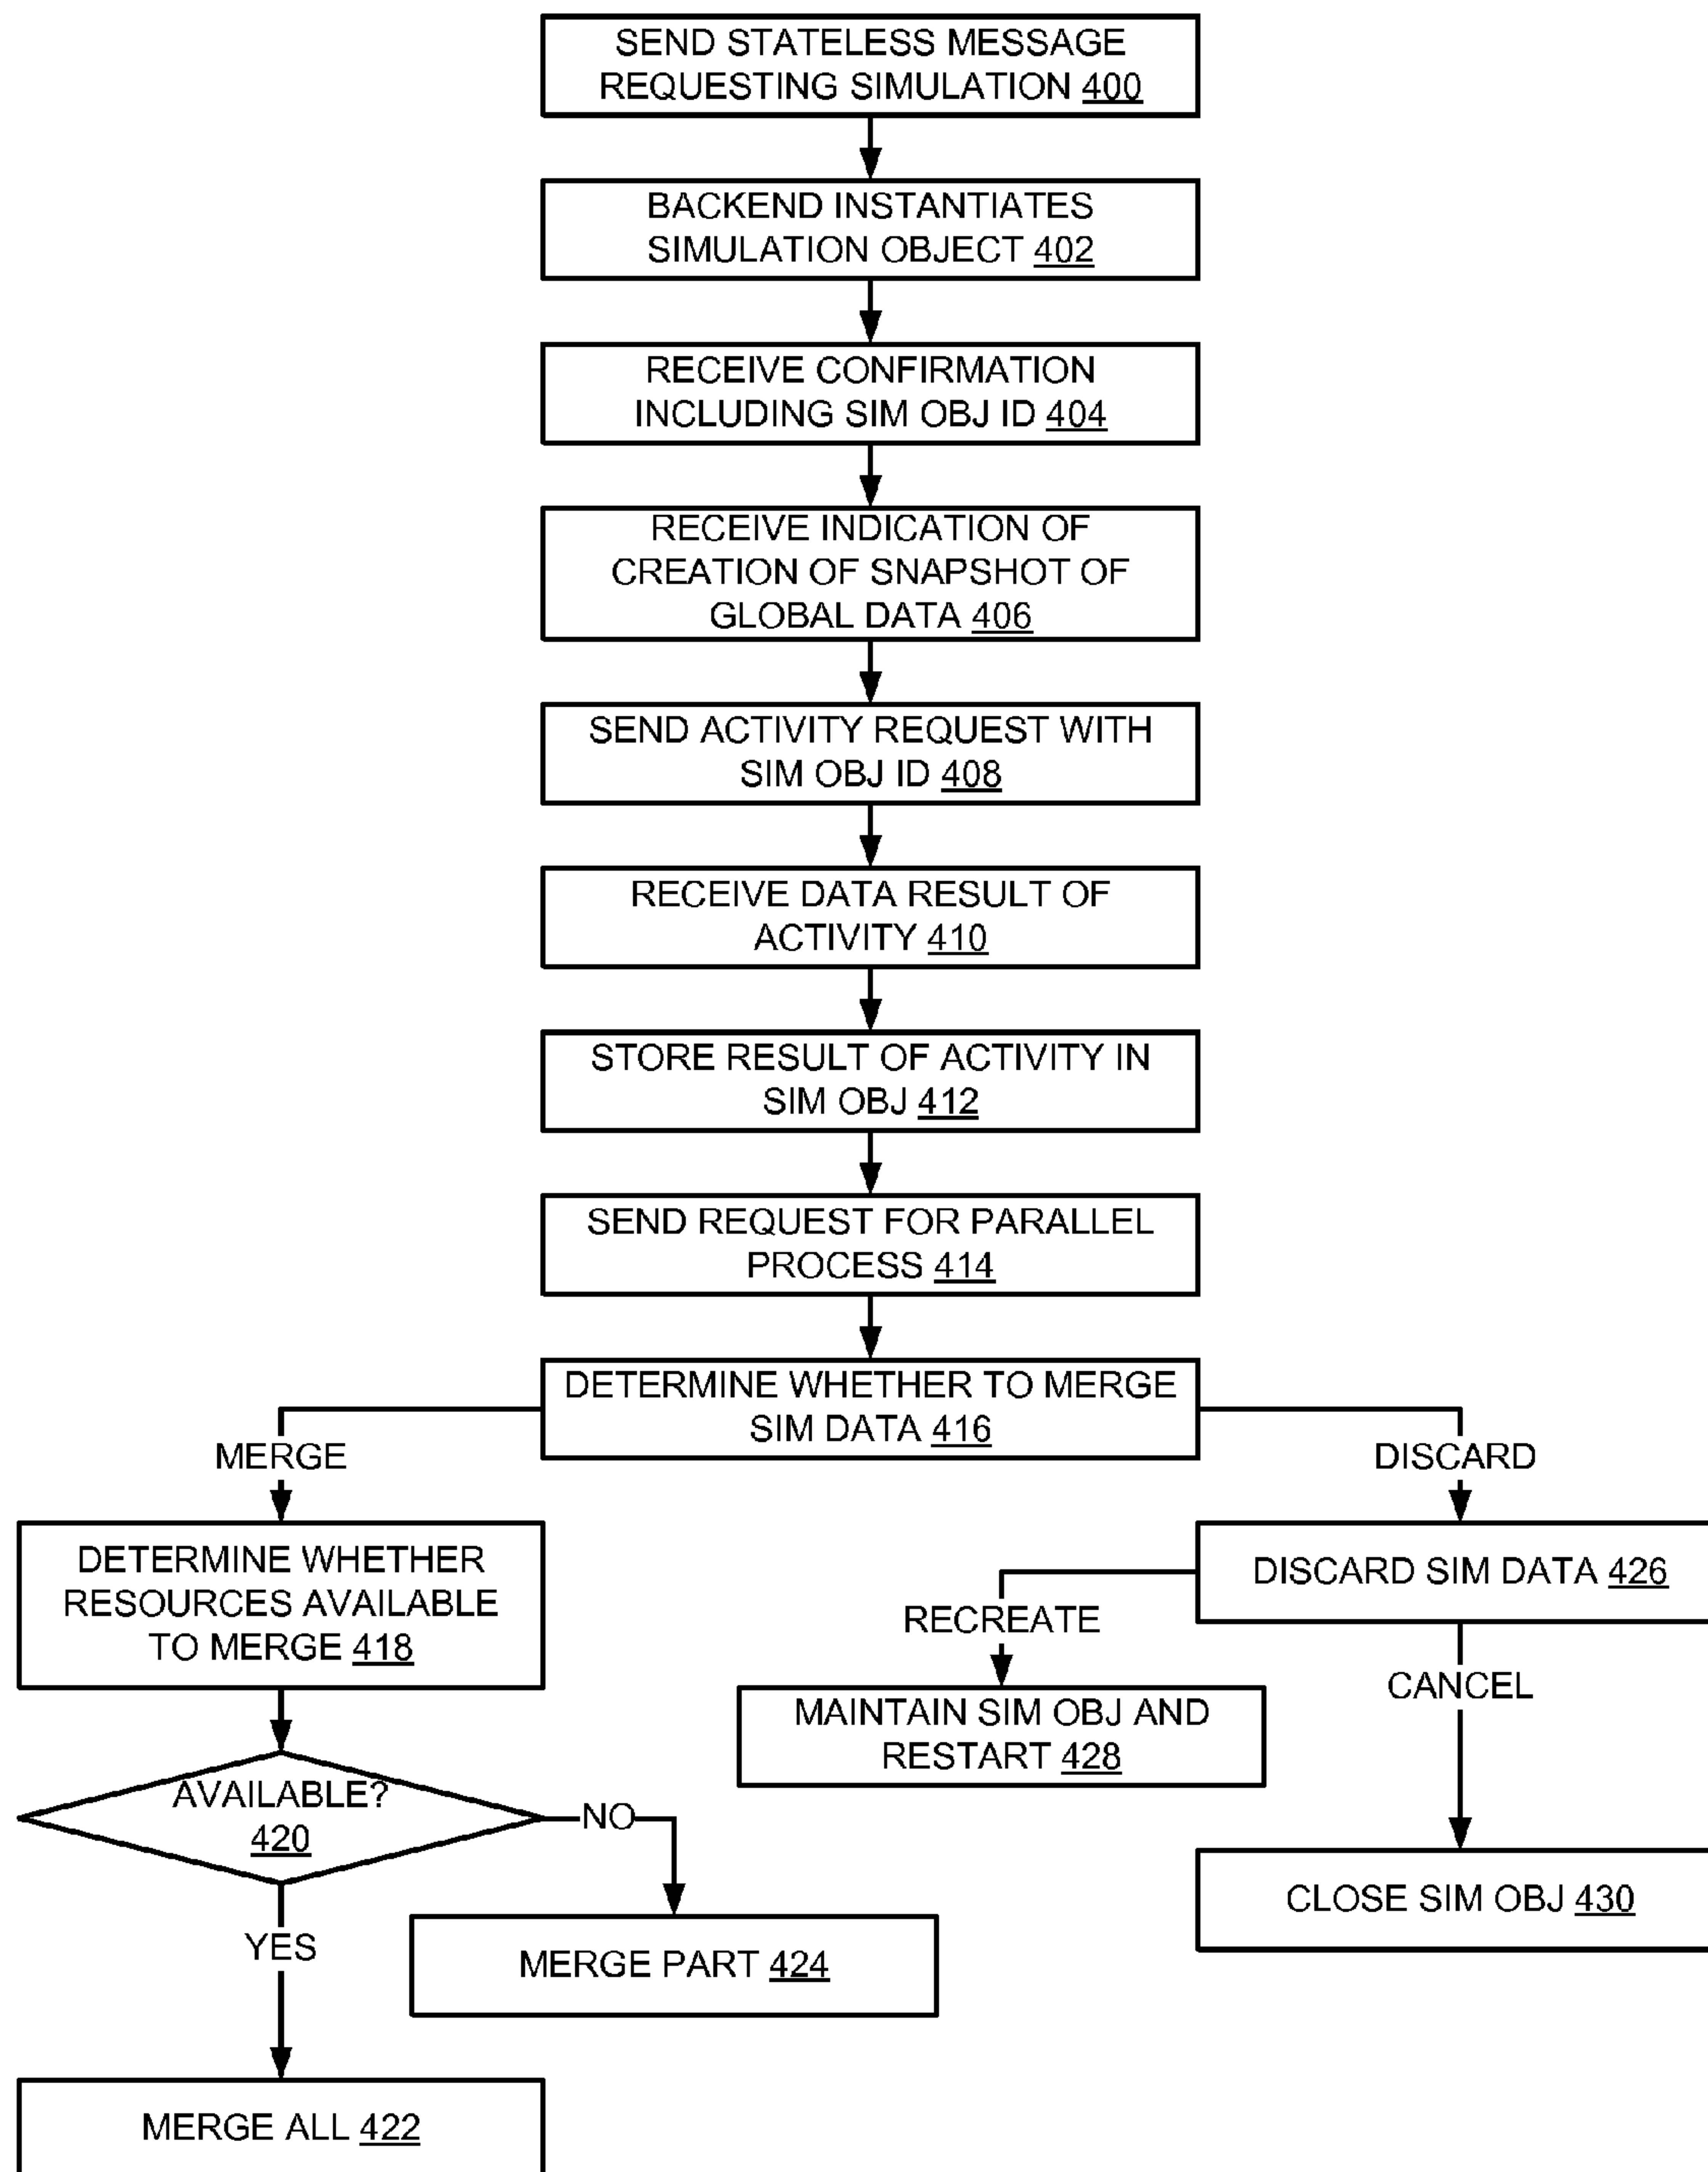 SEND STATELESS MESSAGE
REQUESTING SIMULATION 400
BACKEND INSTANTIATES
SIMULATION OBJECT 402
RECEIVE CONFIRMATION
INCLUDING SIM OBJ ID 404
RECEIVE INDICATION OF
CREATION OF SNAPSHOT OF
GLOBAL DATA 406
SEND ACTIVITY REQUEST WITH
SIM OBJ ID 408
RECEIVE DATA RESULT OF
ACTIVITY 410
STORE RESULT OF ACTIVITY IN
SIM OBJ 412
SEND REQUEST FOR PARALLEL
PROCESS 414
DETERMINE WHETHER TO MERGE
SIM DATA 416
MERGE
DISCARD
DETERMINE WHETHER
RESOURCES AVAILABLE
TO MERGE 418
DISCARD SIM DATA 426
RECREATE
CANCEL
MAINTAIN SIM OBJ AND
RESTART 428
AVAILABLE?
420
NO
CLOSE SIM OBJ 430
YES
MERGE PART 424
MERGE ALL 422